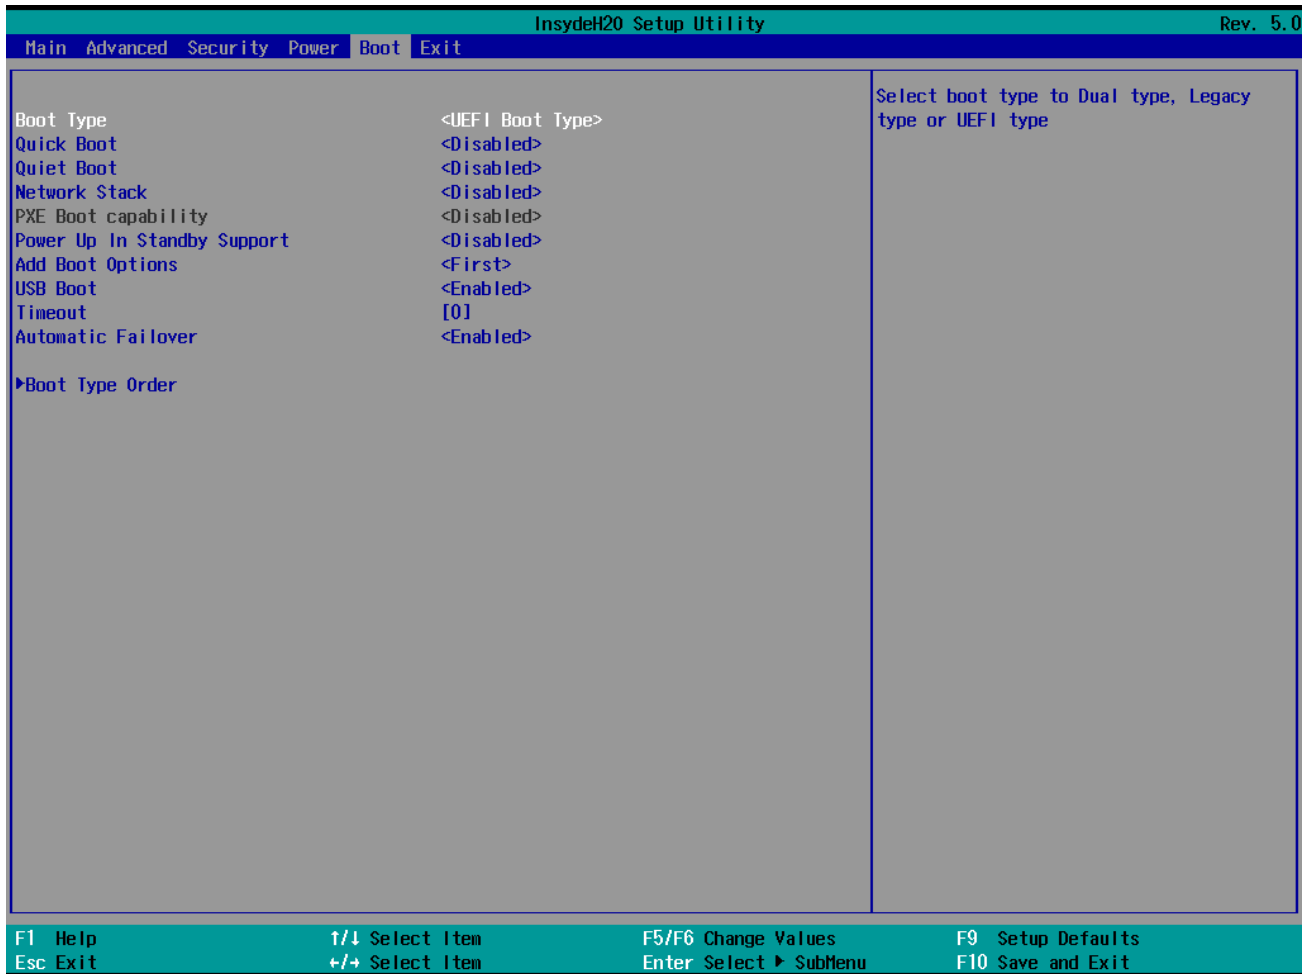 InsydeH20 Setup Utility Rev. 5.0
Main Advanced Security Power Boot Exit
Select boot type to Dual type, Legacy
Boot Type <UEFI Boot Type> type or UEFI type
Quick Boot <Disabled>
Quiet Boot <Disabled>
Network Stack <Disabled>
PXE Boot capability <Disabled>
Power Up In Standby Support <Disabled>
Add Boot Options <First>
USB Boot <Enabled>
Timeout [0]
Automatic Failover <Enabled>
▶Boot Type Order
F1 Help ↑/↓ Select Item F5/F6 Change Values F9 Setup Defaults
Esc Exit ←/→ Select Item Enter Select ▶ SubMenu F10 Save and Exit